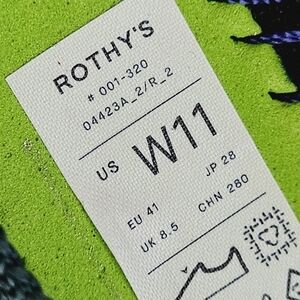 ROTHY'S
# 001-320
04423A_2/R_2
US W11
EU 41 JP 28
UK 8.5 CHN 280